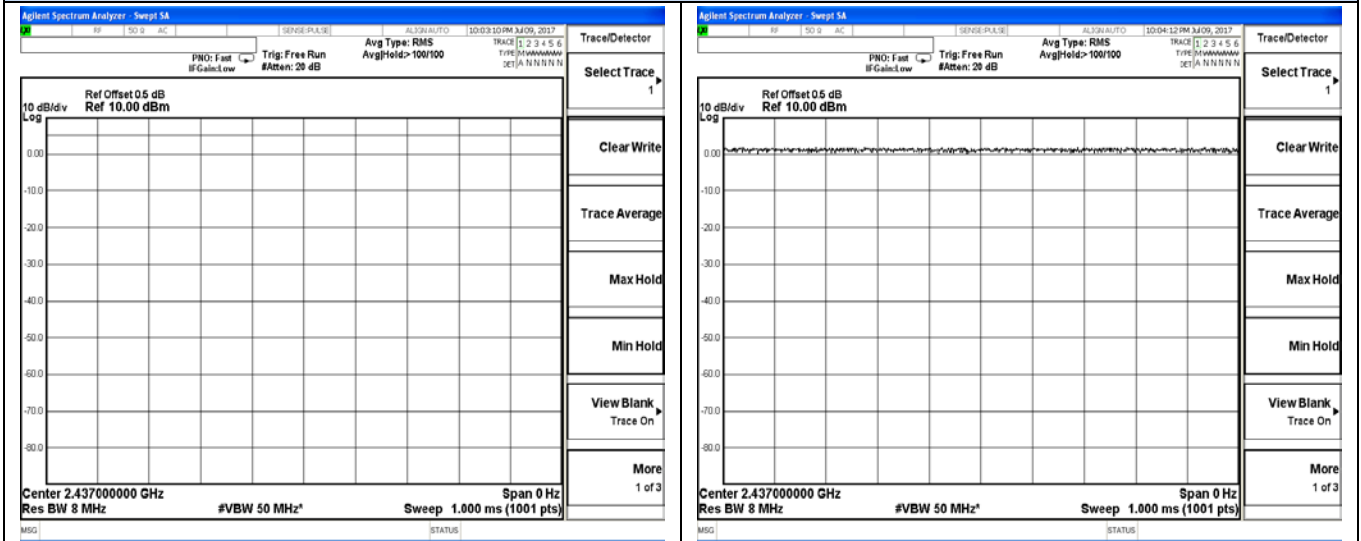 Agilent Spectrum Analyzer - Swept SA
RF 50 Ω AC SENSE:PULSE ALIGN AUTO 10:03:10 PM Jul 09, 2017
Avg Type: RMS TRACE 1 2 3 4 5 6
PNO: Fast Trig: Free Run Avg|Hold:>100/100 TYPE MWWWWW
IFGain:Low #Atten: 20 dB DET A N N N N N
Ref Offset 0.5 dB
10 dB/div Ref 10.00 dBm
Log
0.00
-10.0
-20.0
-30.0
-40.0
-50.0
-60.0
-70.0
-80.0
Center 2.437000000 GHz Span 0 Hz
Res BW 8 MHz #VBW 50 MHz* Sweep 1.000 ms (1001 pts)
MSG STATUS
Trace/Detector
Select Trace
1
Clear Write
Trace Average
Max Hold
Min Hold
View Blank
Trace On
More
1 of 3
Agilent Spectrum Analyzer - Swept SA
RF 50 Ω AC SENSE:PULSE ALIGN AUTO 10:04:12 PM Jul 09, 2017
Avg Type: RMS TRACE 1 2 3 4 5 6
PNO: Fast Trig: Free Run Avg|Hold:>100/100 TYPE MWWWWW
IFGain:Low #Atten: 20 dB DET A N N N N N
Ref Offset 0.5 dB
10 dB/div Ref 10.00 dBm
Log
0.00
-10.0
-20.0
-30.0
-40.0
-50.0
-60.0
-70.0
-80.0
Center 2.437000000 GHz Span 0 Hz
Res BW 8 MHz #VBW 50 MHz* Sweep 1.000 ms (1001 pts)
MSG STATUS
Trace/Detector
Select Trace
1
Clear Write
Trace Average
Max Hold
Min Hold
View Blank
Trace On
More
1 of 3